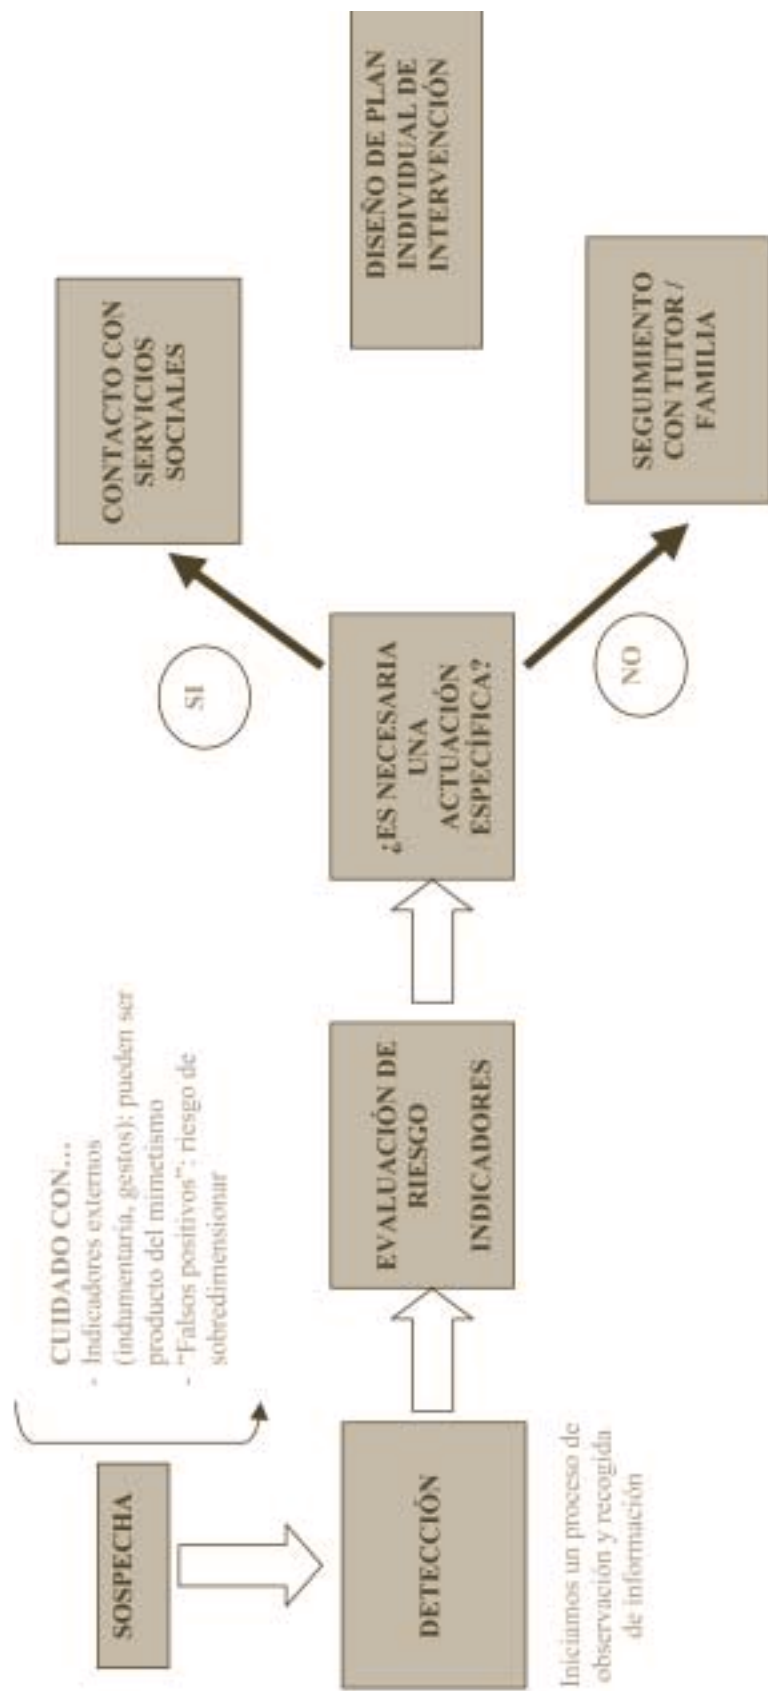 SOSPECHA
CUIDADO CON…
- Indicadores externos
(indumentaria, gestos): pueden ser
producto del mimetismo
- "Falsos positivos": riesgo de
sobredimensionar
DETECCIÓN
Iniciamos un proceso de
observación y recogida
de información
EVALUACIÓN DE
RIESGO
INDICADORES
¿ES NECESARIA
UNA
ACTUACIÓN
ESPECÍFICA?
SI
CONTACTO CON
SERVICIOS
SOCIALES
NO
SEGUIMIENTO
CON TUTOR /
FAMILIA
DISEÑO DE PLAN
INDIVIDUAL DE
INTERVENCIÓN